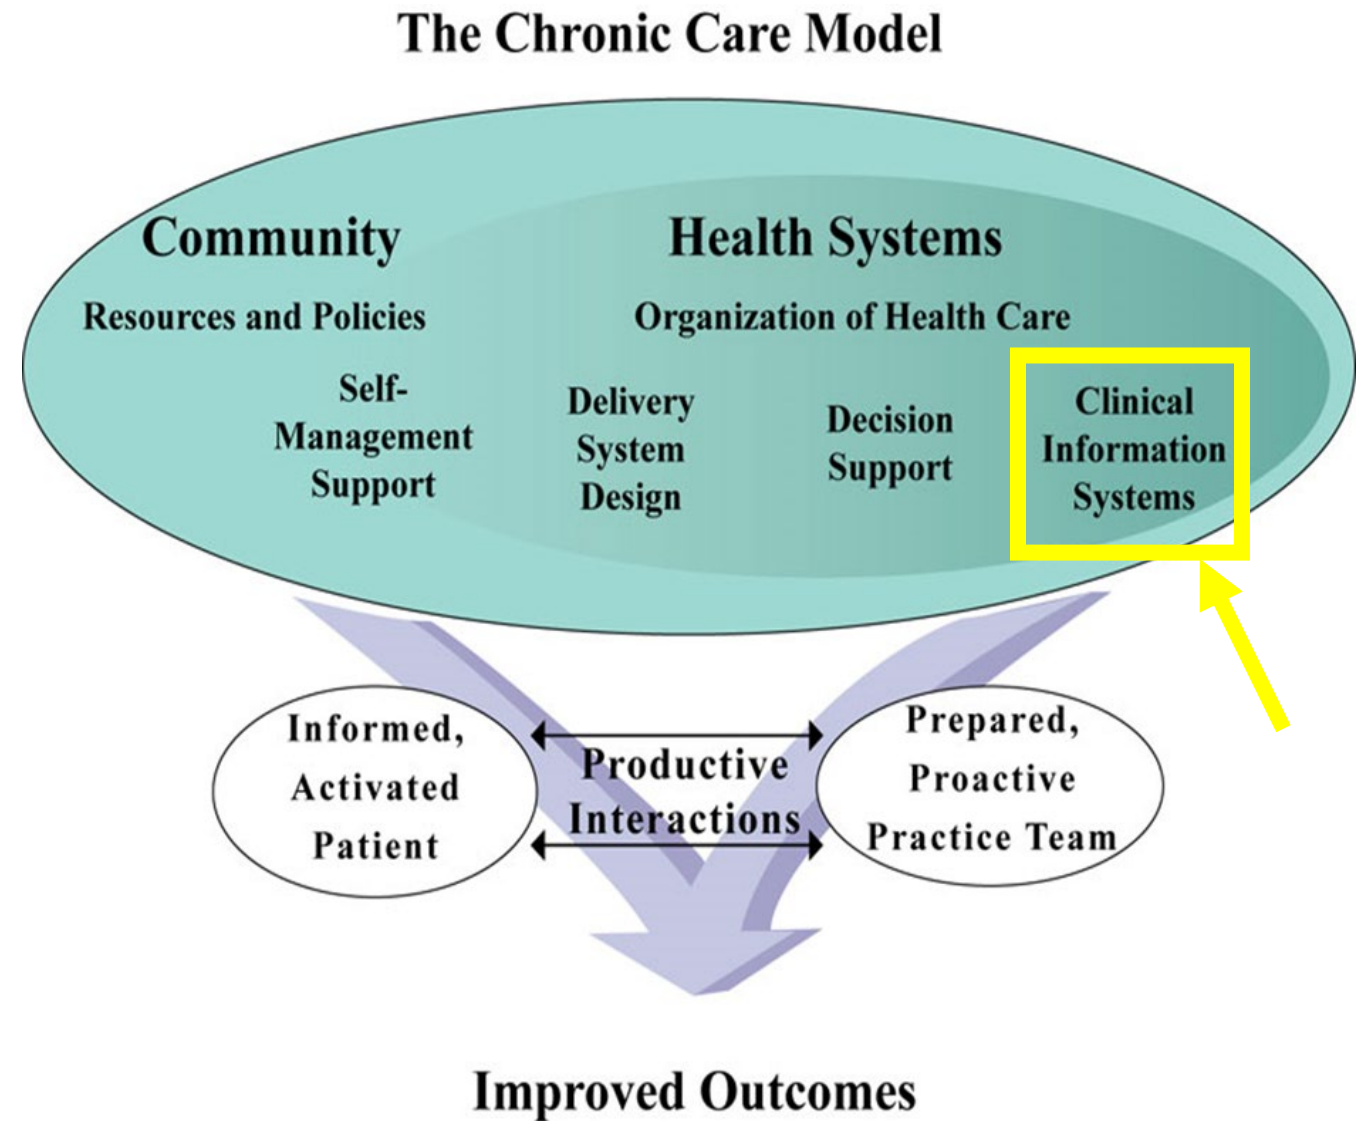 The Chronic Care Model
Community
Health Systems
Resources and Policies
Organization of Health Care
Self-
Management
Support
Delivery
System
Design
Decision
Support
Clinical
Information
Systems
Informed,
Activated
Patient
Productive
Interactions
Prepared,
Proactive
Practice Team
Improved Outcomes